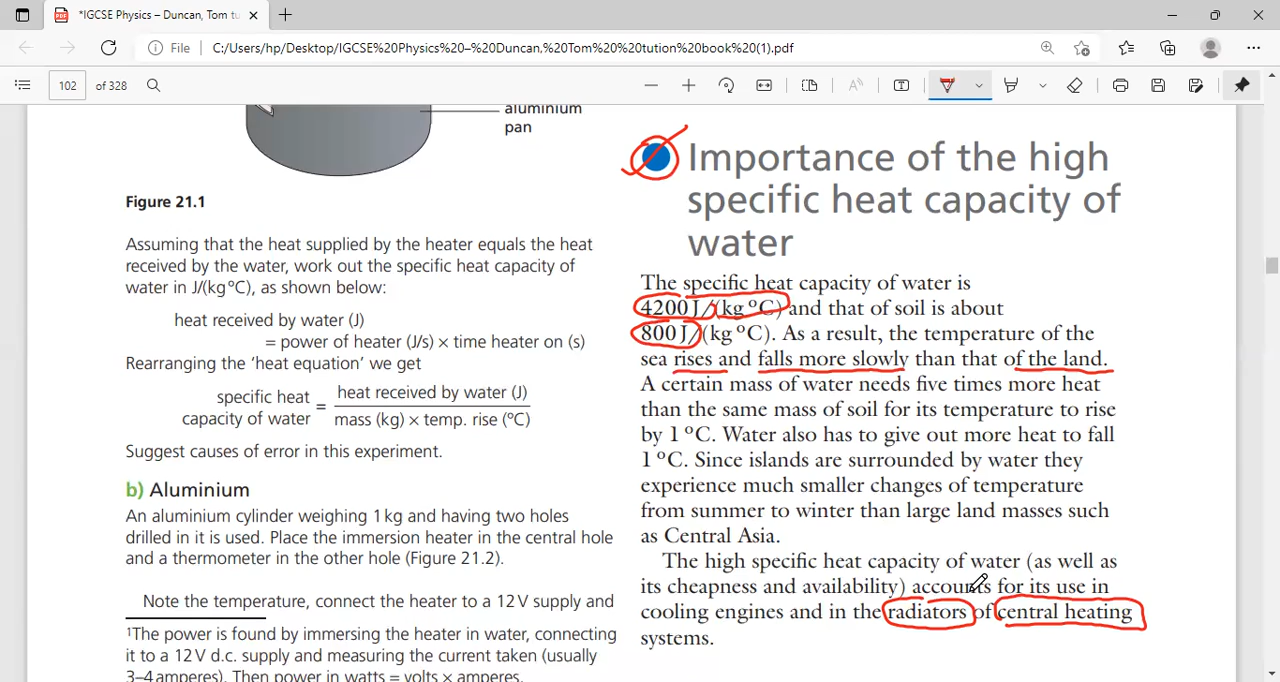 *IGCSE Physics – Duncan, Tom tu
File
C:/Users/hp/Desktop/IGCSE%20Physics%20–%20Duncan,%20Tom%20%20tution%20book%20(1).pdf
102 of 328
aluminium
pan
Figure 21.1
Assuming that the heat supplied by the heater equals the heat
received by the water, work out the specific heat capacity of
water in J/(kg °C), as shown below:
heat received by water (J)
= power of heater (J/s) × time heater on (s)
Rearranging the ‘heat equation’ we get
specific heat
capacity of water = heat received by water (J)
mass (kg) × temp. rise (°C)
Suggest causes of error in this experiment.
b) Aluminium
An aluminium cylinder weighing 1 kg and having two holes
drilled in it is used. Place the immersion heater in the central hole
and a thermometer in the other hole (Figure 21.2).
Note the temperature, connect the heater to a 12 V supply and
¹The power is found by immersing the heater in water, connecting
it to a 12 V d.c. supply and measuring the current taken (usually
3–4 amperes). Then power in watts = volts × amperes.
Importance of the high
specific heat capacity of
water
The specific heat capacity of water is
4200 J/(kg °C) and that of soil is about
800 J/(kg °C). As a result, the temperature of the
sea rises and falls more slowly than that of the land.
A certain mass of water needs five times more heat
than the same mass of soil for its temperature to rise
by 1 °C. Water also has to give out more heat to fall
1 °C. Since islands are surrounded by water they
experience much smaller changes of temperature
from summer to winter than large land masses such
as Central Asia.
The high specific heat capacity of water (as well as
its cheapness and availability) accounts for its use in
cooling engines and in the radiators of central heating
systems.